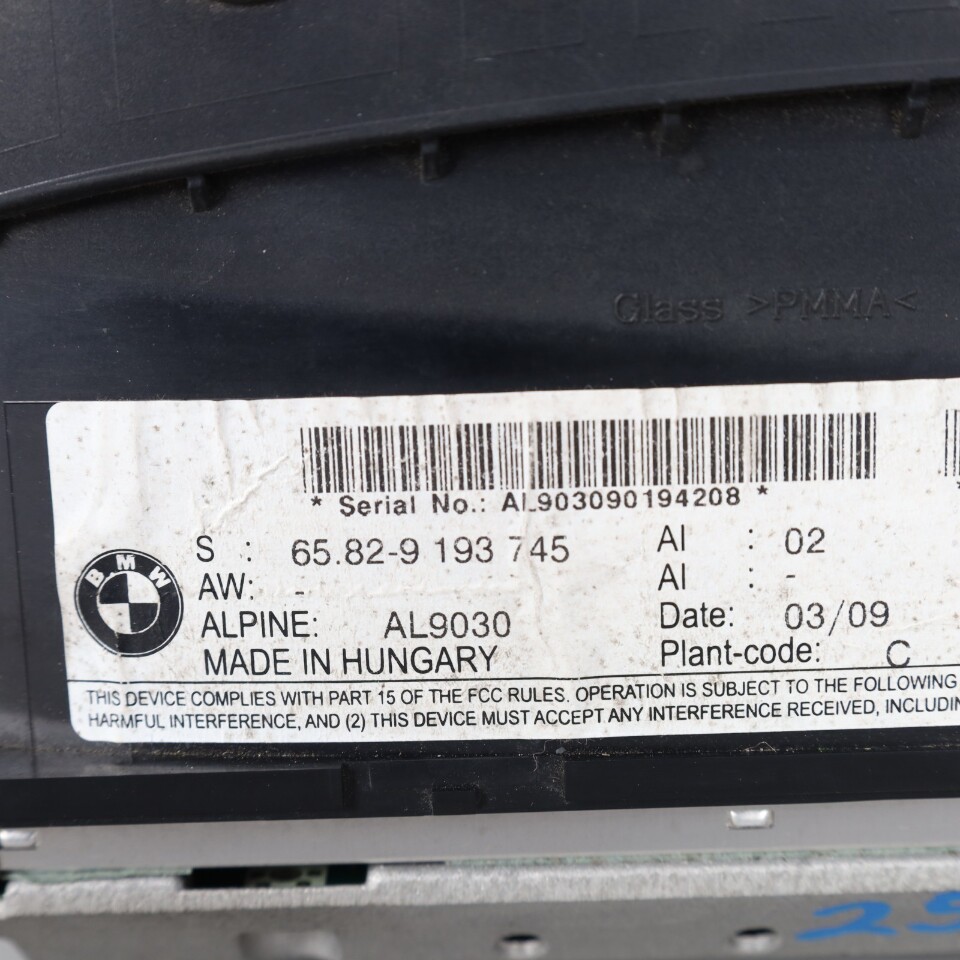 Glass >PMMA<
* Serial No.: AL903090194208 *
S : 65.82-9 193 745 AI : 02
AW: - AI : -
ALPINE: AL9030 Date: 03/09
MADE IN HUNGARY Plant-code: C
BMW
THIS DEVICE COMPLIES WITH PART 15 OF THE FCC RULES. OPERATION IS SUBJECT TO THE FOLLOWING
HARMFUL INTERFERENCE, AND (2) THIS DEVICE MUST ACCEPT ANY INTERFERENCE RECEIVED, INCLUDIN